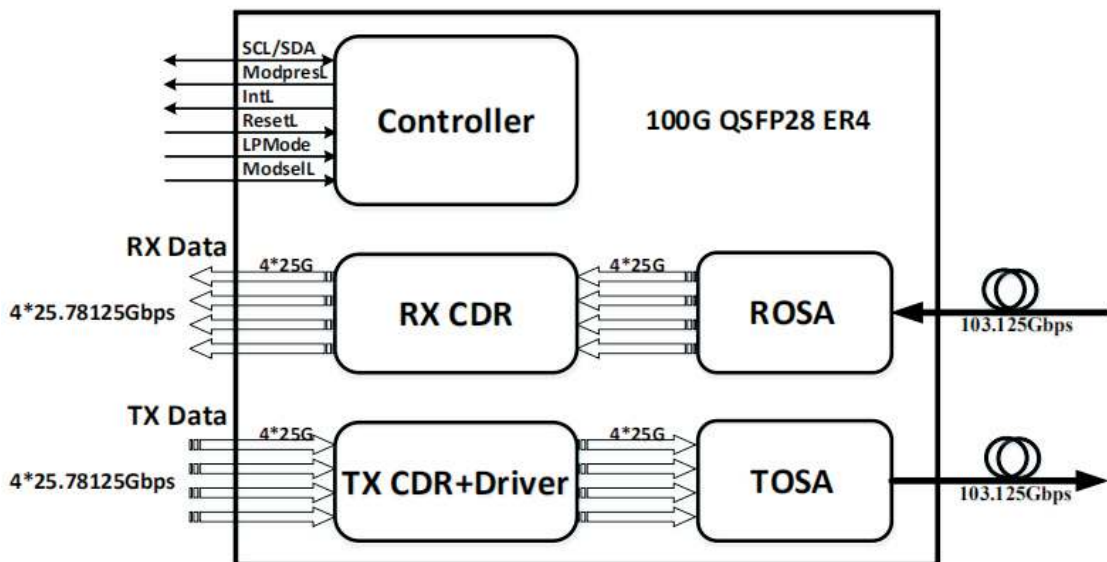 SCL/SDA
ModpresL
IntL
ResetL
LPMode
ModselL
Controller
100G QSFP28 ER4
RX Data
4*25G
4*25G
4*25.78125Gbps
RX CDR
ROSA
103.125Gbps
TX Data
4*25G
4*25G
4*25.78125Gbps
TX CDR+Driver
TOSA
103.125Gbps